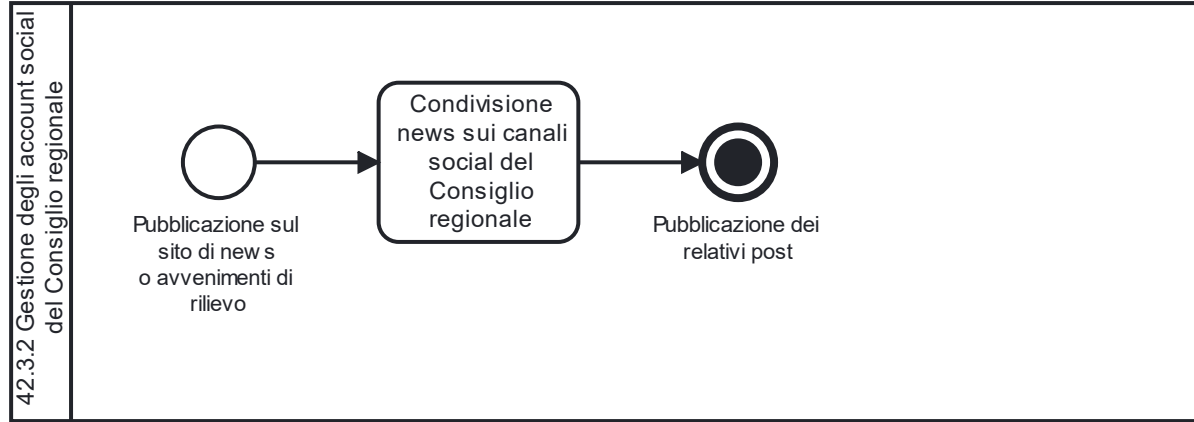 42.3.2 Gestione degli account social
del Consiglio regionale
Pubblicazione sul
sito di news
o avvenimenti di
rilievo
Condivisione
news sui canali
social del
Consiglio
regionale
Pubblicazione dei
relativi post